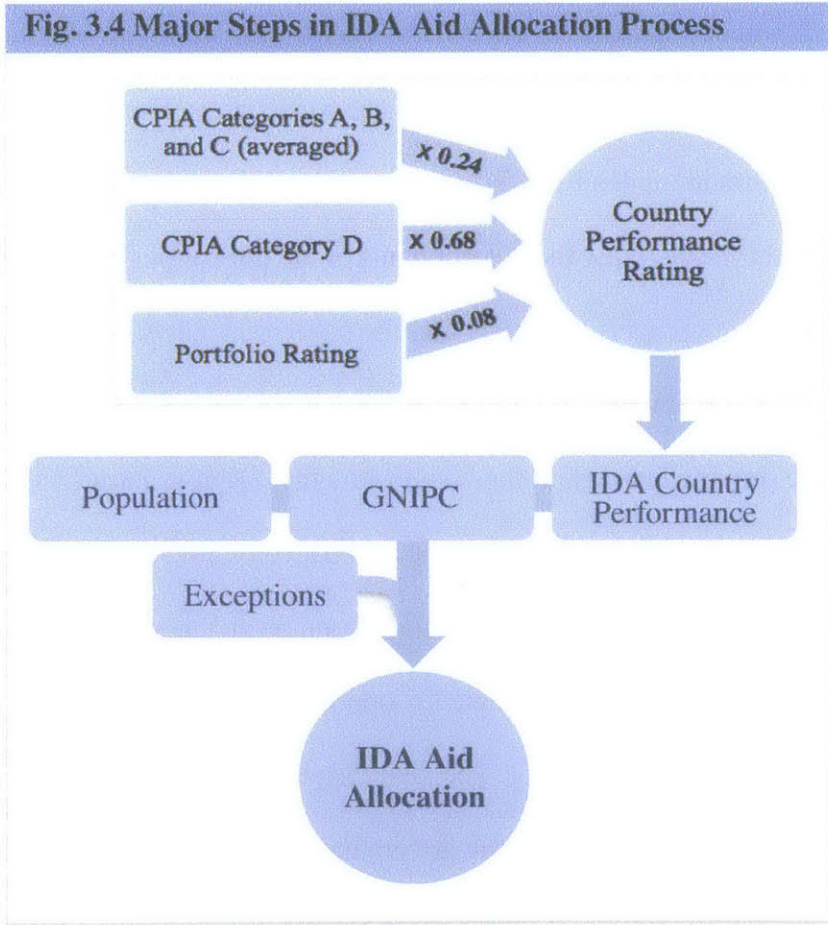 Fig. 3.4 Major Steps in IDA Aid Allocation Process
CPIA Categories A, B,
and C (averaged)
x 0.24
CPIA Category D
x 0.68
Portfolio Rating
x 0.08
Country
Performance
Rating
Population
GNIPC
IDA Country
Performance
Exceptions
IDA Aid
Allocation